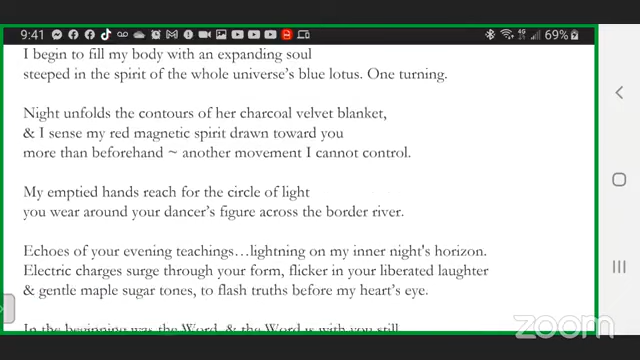 9:41
69%
I begin to fill my body with an expanding soul
steeped in the spirit of the whole universe's blue lotus. One turning.
Night unfolds the contours of her charcoal velvet blanket,
& I sense my red magnetic spirit drawn toward you
more than beforehand ~ another movement I cannot control.
My emptied hands reach for the circle of light
you wear around your dancer's figure across the border river.
Echoes of your evening teachings…lightning on my inner night's horizon.
Electric charges surge through your form, flicker in your liberated laughter
& gentle maple sugar tones, to flash truths before my heart's eye.
In the beginning was the Word, & the Word is with you still
zoom